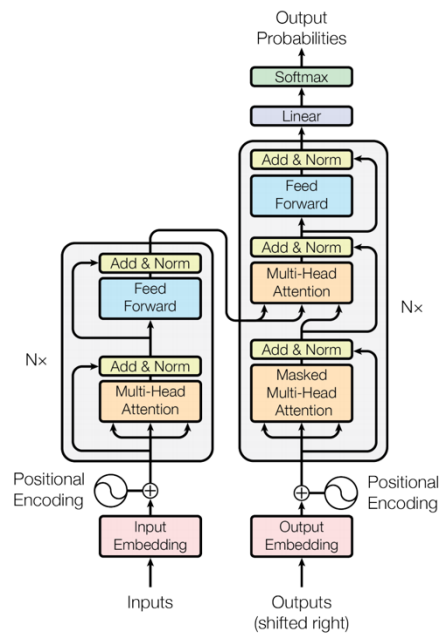 Output
Probabilities
Softmax
Linear
Add & Norm
Feed
Forward
Add & Norm
Multi-Head
Attention
Add & Norm
Masked
Multi-Head
Attention
N×
Positional
Encoding
Output
Embedding
Outputs
(shifted right)
Add & Norm
Feed
Forward
Add & Norm
Multi-Head
Attention
N×
Positional
Encoding
Input
Embedding
Inputs